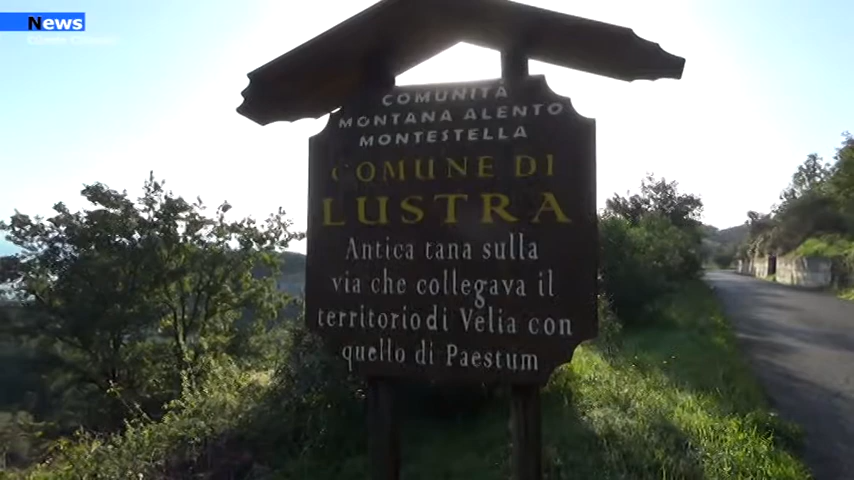 News
COMUNITÀ
MONTANA ALENTO
MONTESTELLA
COMUNE DI
LUSTRA
Antica tana sulla
via che collegava il
territorio di Velia con
quello di Paestum